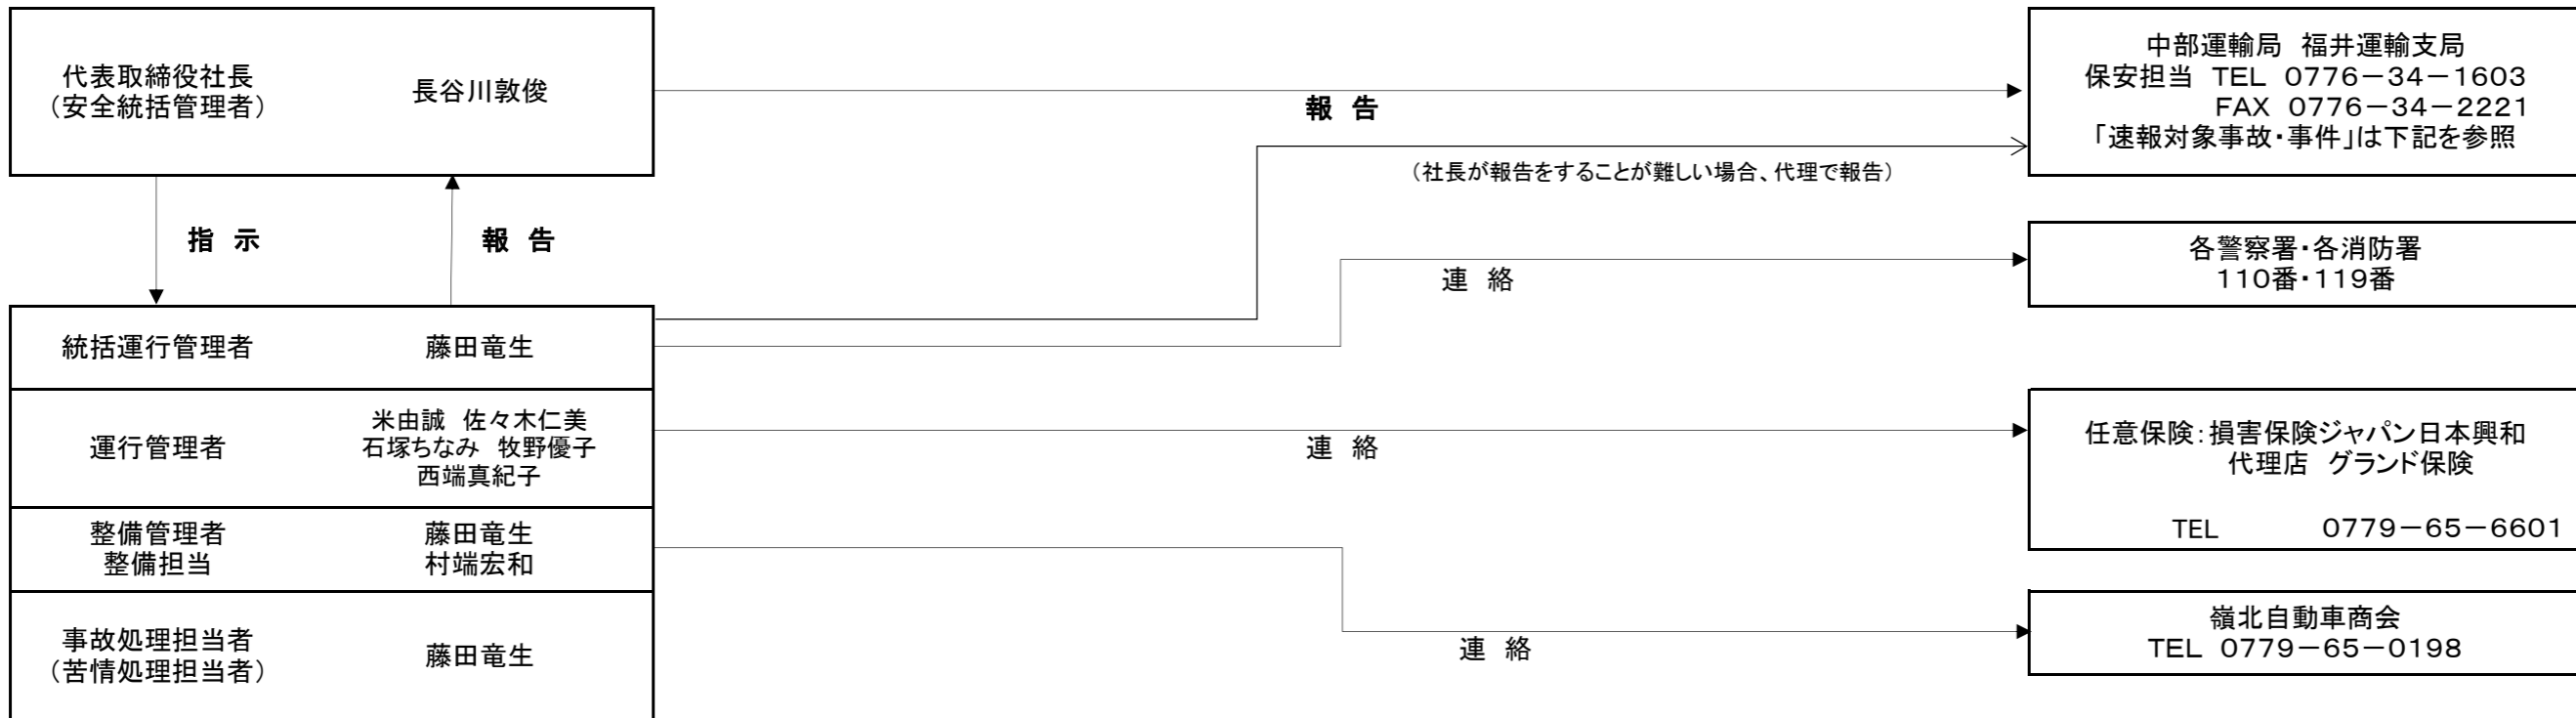 代表取締役社長 長谷川敦俊
（安全統括管理者）
報 告
（社長が報告をすることが難しい場合、代理で報告）
中部運輸局 福井運輸支局
保安担当 TEL 0776－34－1603
FAX 0776－34－2221
「速報対象事故・事件」は下記を参照
指 示
報 告
連 絡
各警察署・各消防署
110番・119番
統括運行管理者 藤田竜生
運行管理者
米由誠 佐々木仁美
石塚ちなみ 牧野優子
西端真紀子
連 絡
任意保険：損害保険ジャパン日本興和
代理店 グランド保険
TEL 0779－65－6601
整備管理者 藤田竜生
整備担当 村端宏和
事故処理担当者 藤田竜生
（苦情処理担当者）
連 絡
嶺北自動車商会
TEL 0779－65－0198